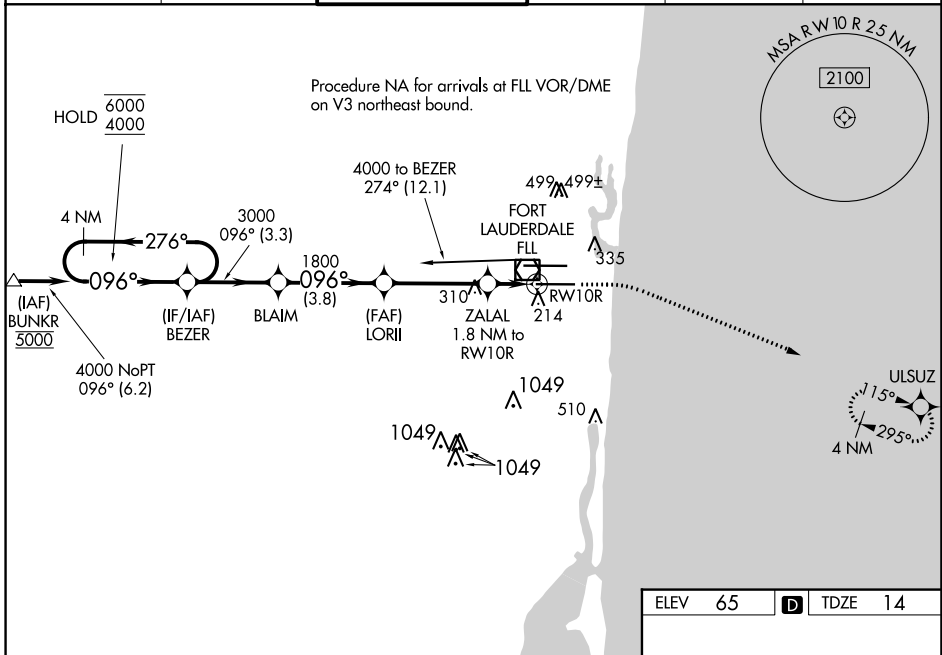 MSA RW10R 25 NM
2100
Procedure NA for arrivals at FLL VOR/DME
on V3 northeast bound.
HOLD 6000
4000
4000 to BEZER
274° (12.1)
499 499±
FORT
LAUDERDALE
FLL
335
4 NM
276°
3000
096° (3.3)
1800
096°
096°
(3.8)
310
RW10R
214
(IAF)
BUNKR
5000
(IF/IAF)
BEZER
BLAIM
(FAF)
LORII
ZALAL
1.8 NM to
RW10R
4000 NoPT
096° (6.2)
ULSUZ
115°
295°
4 NM
1049
510
1049
1049
ELEV 65 D TDZE 14